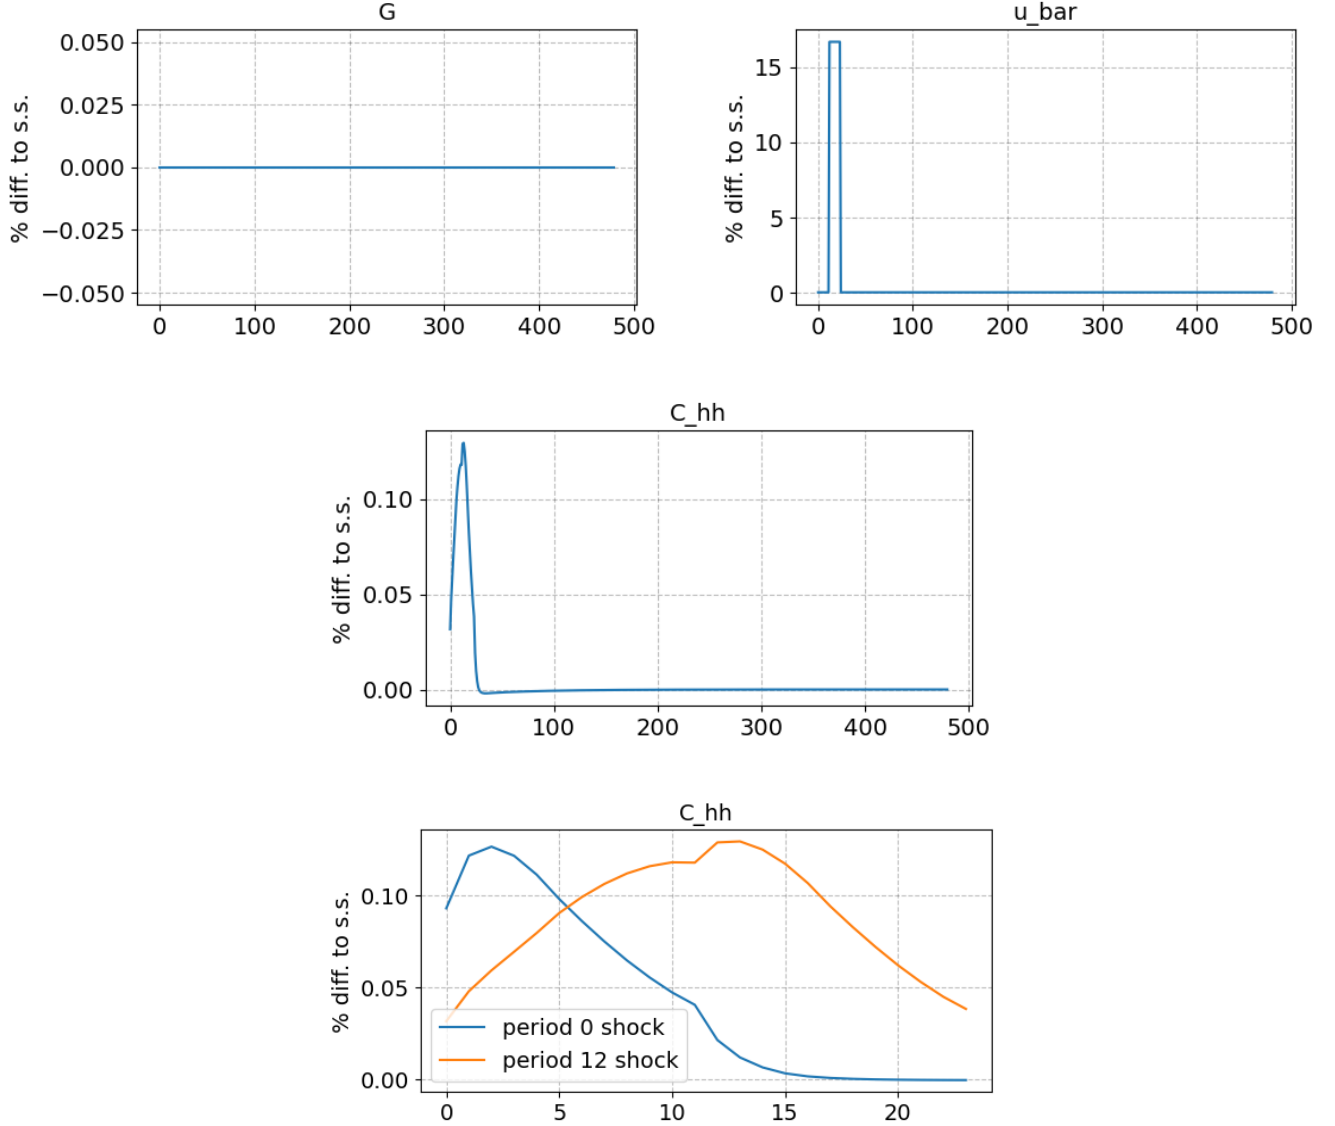 G
% diff. to s.s.
0.050
0.025
0.000
−0.025
−0.050
0 100 200 300 400 500
u_bar
% diff. to s.s.
15
10
5
0
0 100 200 300 400 500
C_hh
% diff. to s.s.
0.10
0.05
0.00
0 100 200 300 400 500
C_hh
% diff. to s.s.
0.10
0.05
0.00
period 0 shock
period 12 shock
0 5 10 15 20